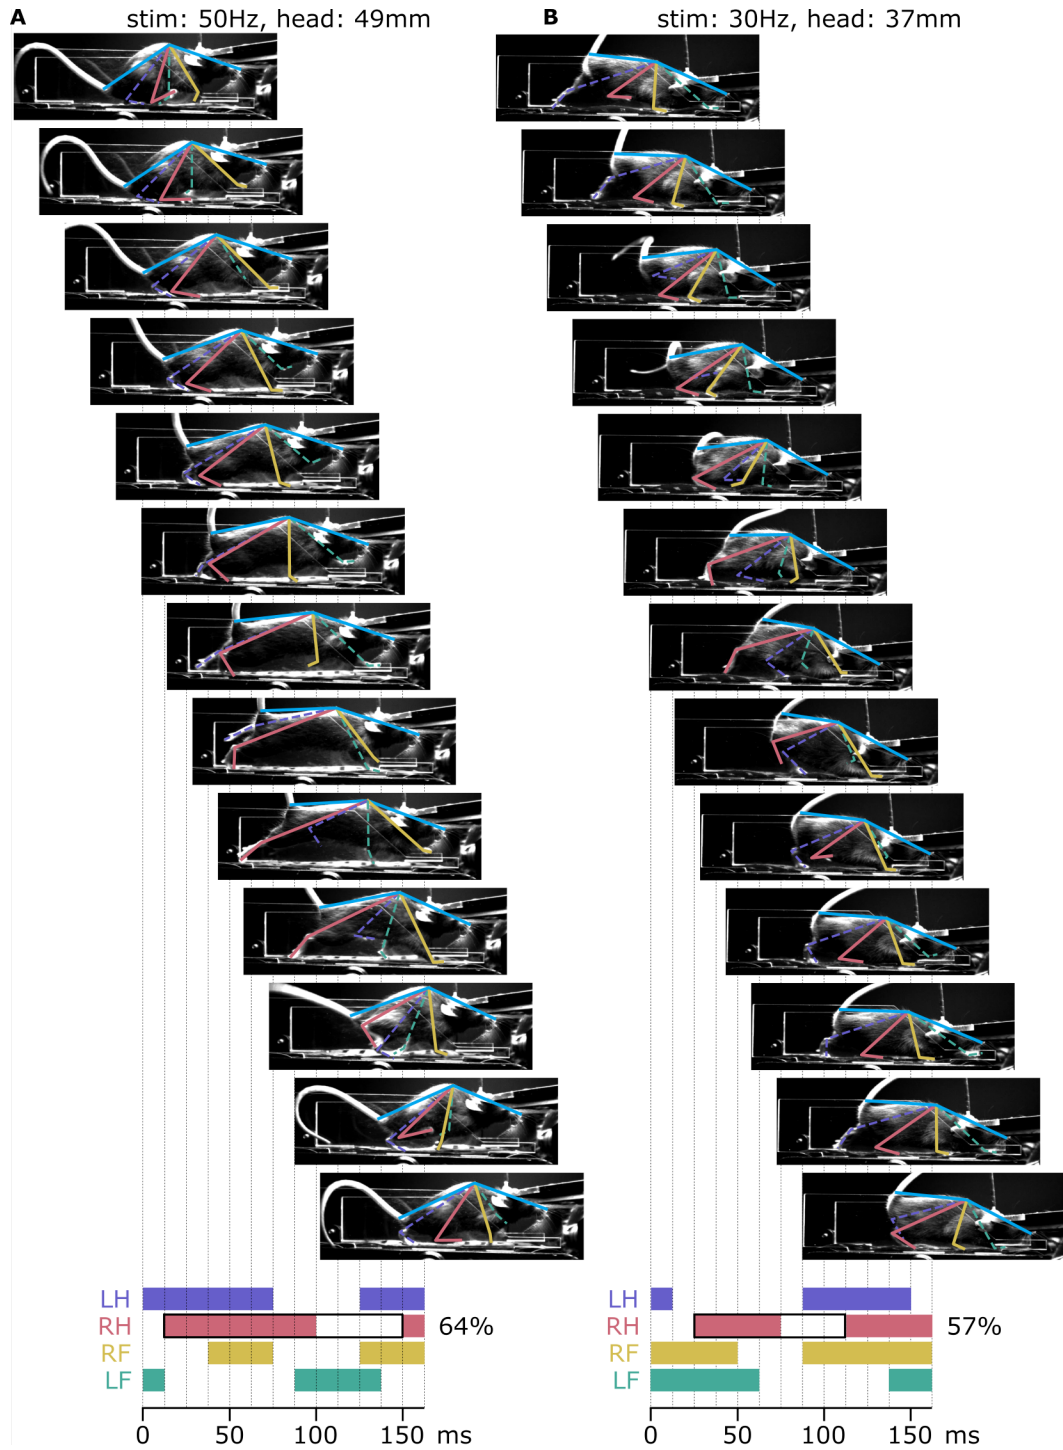 A stim: 50Hz, head: 49mm
B stim: 30Hz, head: 37mm
LH
RH 64%
RF
LF
0 50 100 150 ms
LH
RH 57%
RF
LF
0 50 100 150 ms